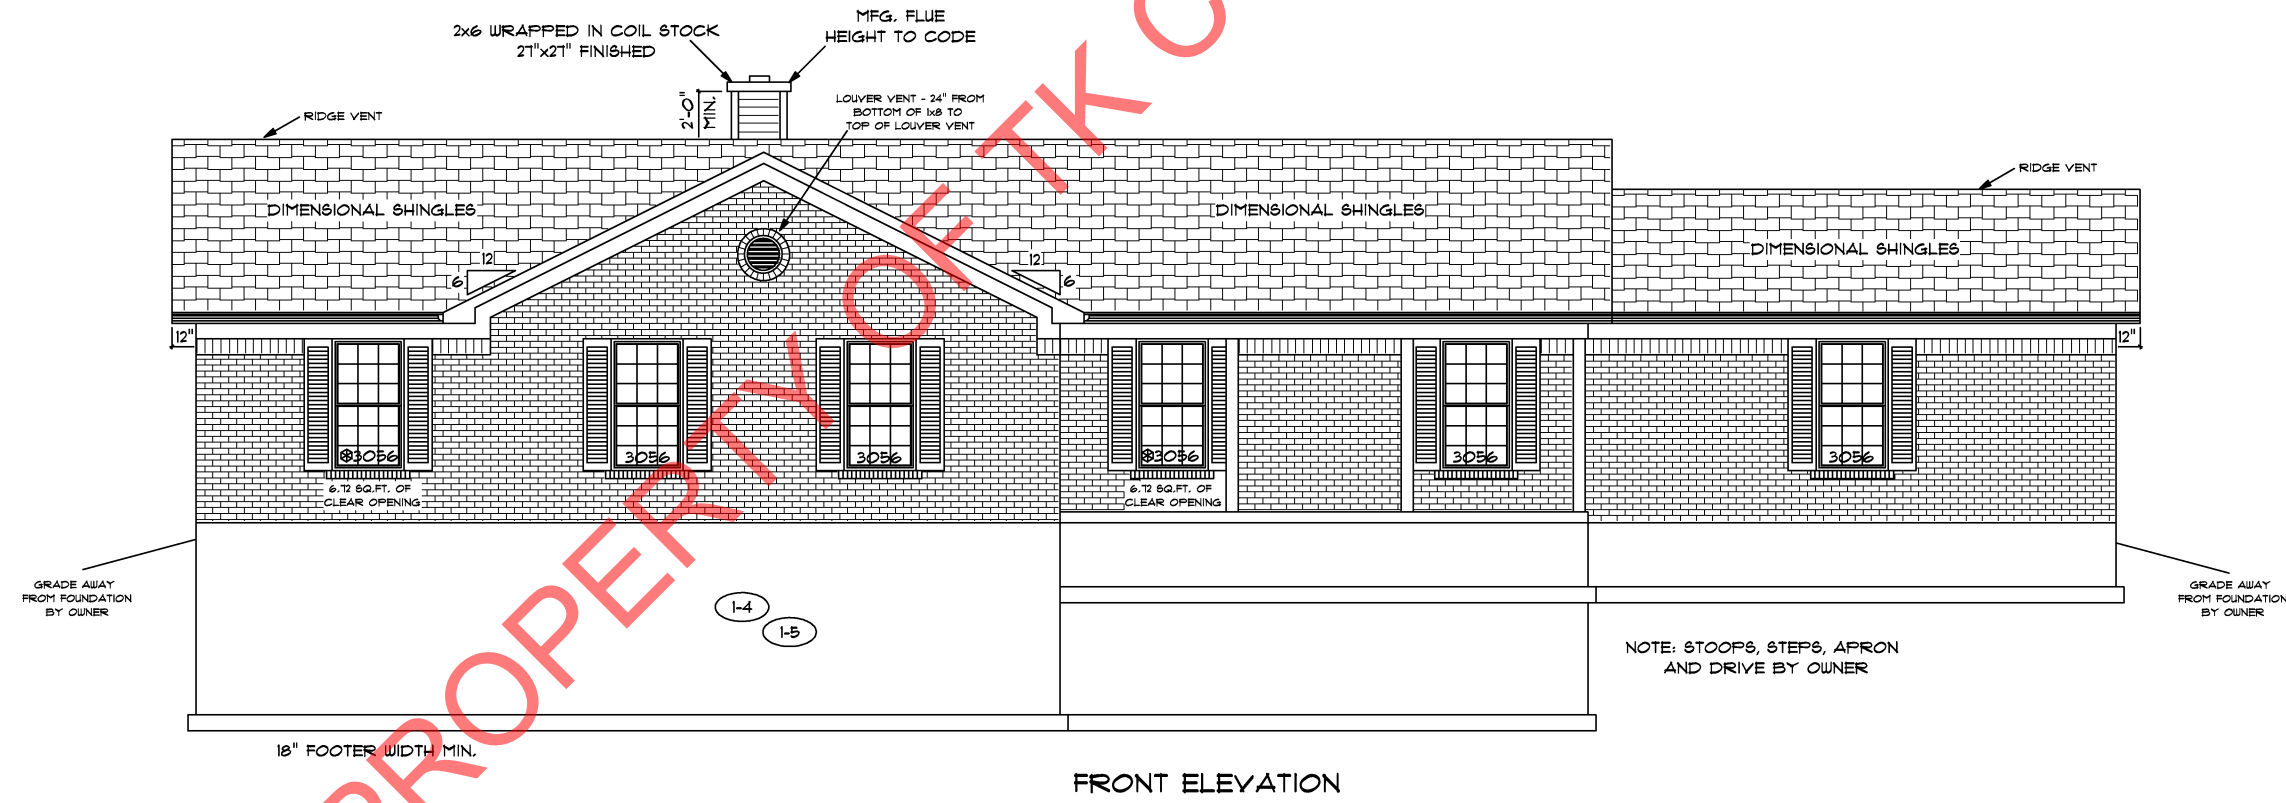 2x6 WRAPPED IN COIL STOCK
27"x27" FINISHED
MFG. FLUE
HEIGHT TO CODE
2'-0"
MIN.
LOUVER VENT - 24" FROM
BOTTOM OF 1x8 TO
TOP OF LOUVER VENT
RIDGE VENT
RIDGE VENT
DIMENSIONAL SHINGLES
DIMENSIONAL SHINGLES
DIMENSIONAL SHINGLES
12
6
12
6
12"
12"
3056
3056
3056
3056
3056
3056
6.72 SQ.FT. OF
CLEAR OPENING
6.72 SQ.FT. OF
CLEAR OPENING
GRADE AWAY
FROM FOUNDATION
BY OWNER
GRADE AWAY
FROM FOUNDATION
BY OWNER
1-4
1-5
NOTE: STOOPS, STEPS, APRON
AND DRIVE BY OWNER
18" FOOTER WIDTH MIN.
FRONT ELEVATION
PROPERTY OF TK C